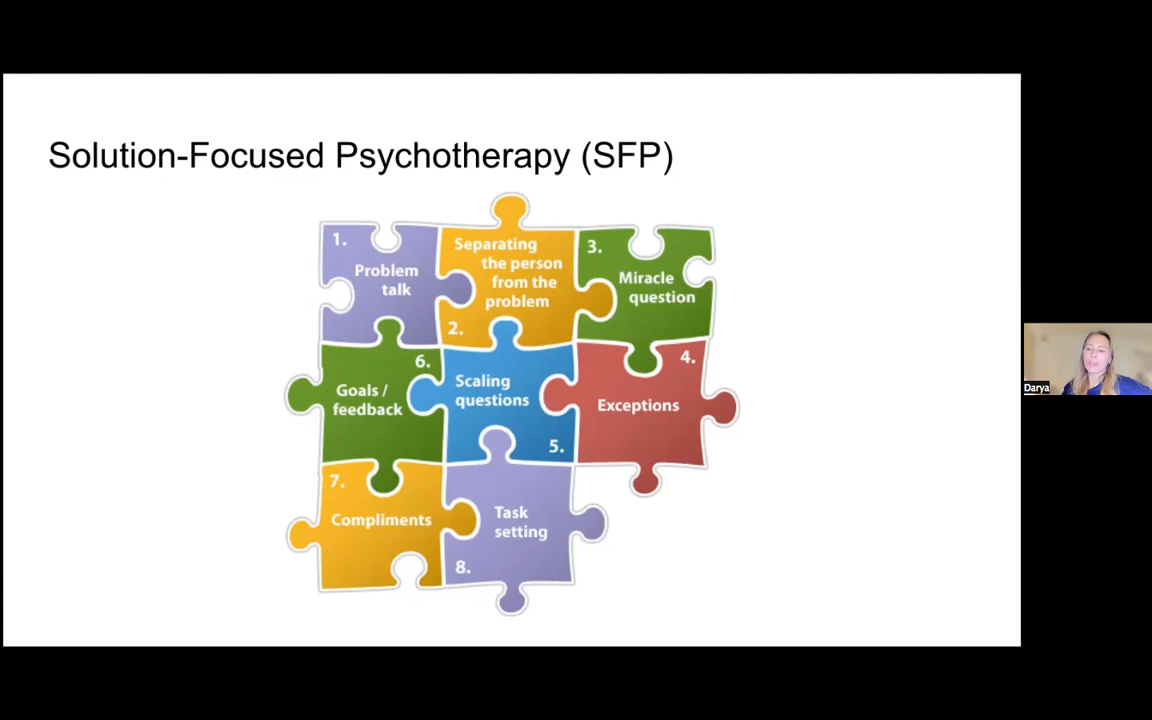 Solution-Focused Psychotherapy (SFP)
1.
Problem
talk
Separating
the person
from the
problem
2.
3.
Miracle
question
4.
Exceptions
Scaling
questions
5.
6.
Goals /
feedback
7.
Compliments
Task
setting
8.
Darya